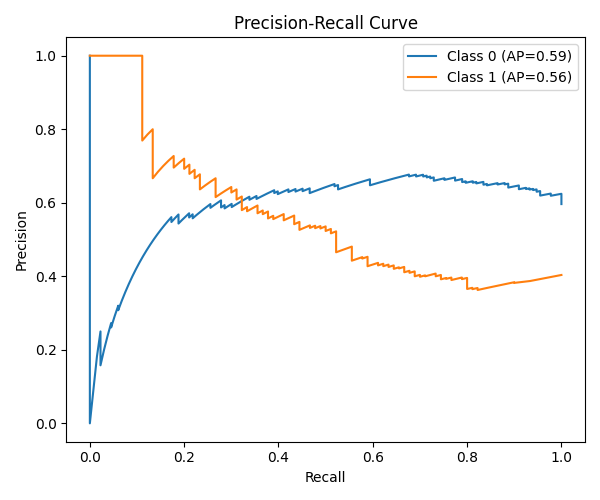 Precision-Recall Curve
Class 0 (AP=0.59)
Class 1 (AP=0.56)
Precision
1.0
0.8
0.6
0.4
0.2
0.0
0.0 0.2 0.4 0.6 0.8 1.0
Recall